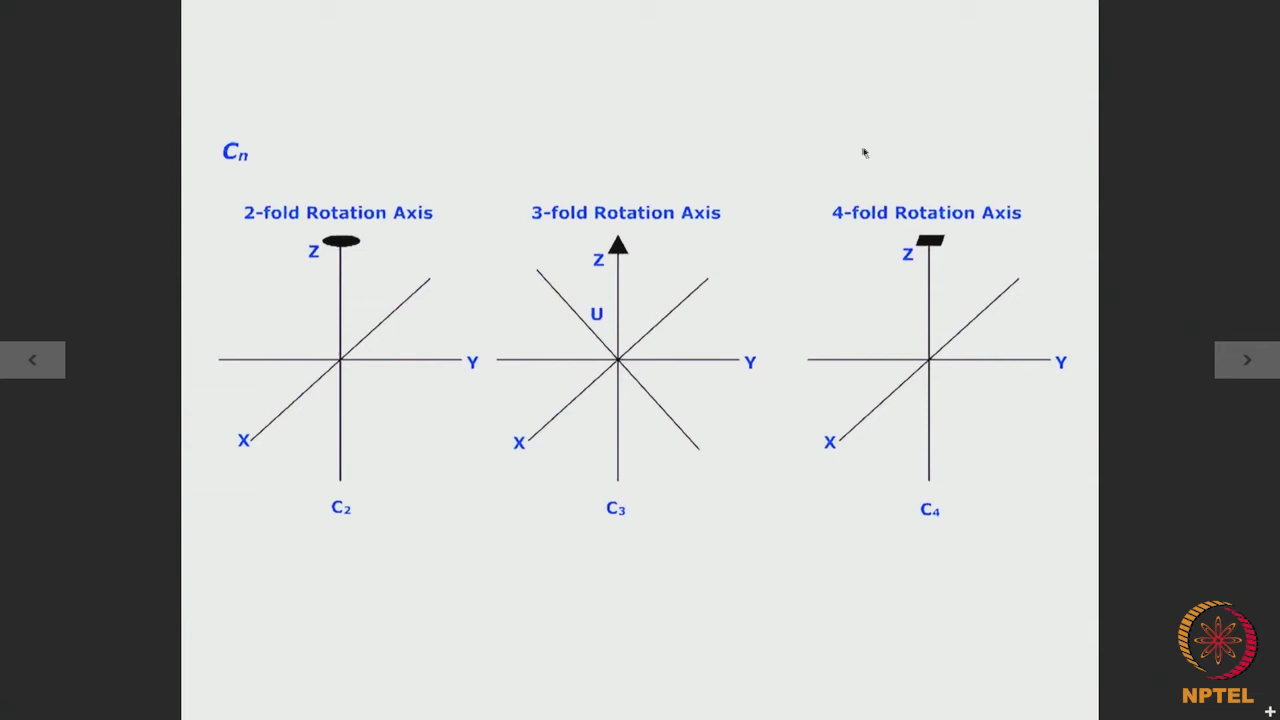 Cn
2-fold Rotation Axis
3-fold Rotation Axis
4-fold Rotation Axis
Z
Z
Z
U
Y
Y
Y
X
X
X
C2
C3
C4
NPTEL